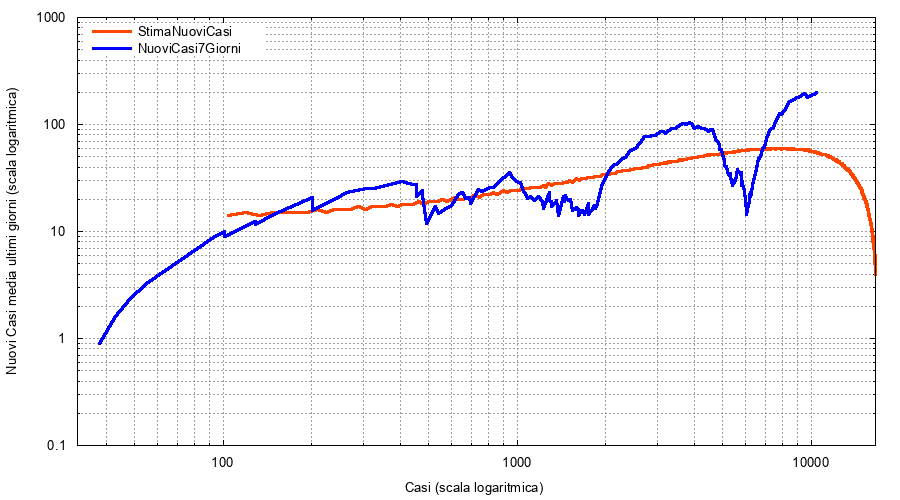 1000
StimaNuoviCasi
NuoviCasi7Giorni
100
10
1
0.1
Nuovi Casi media ultimi giorni (scala logaritmica)
100
1000
10000
Casi (scala logaritmica)